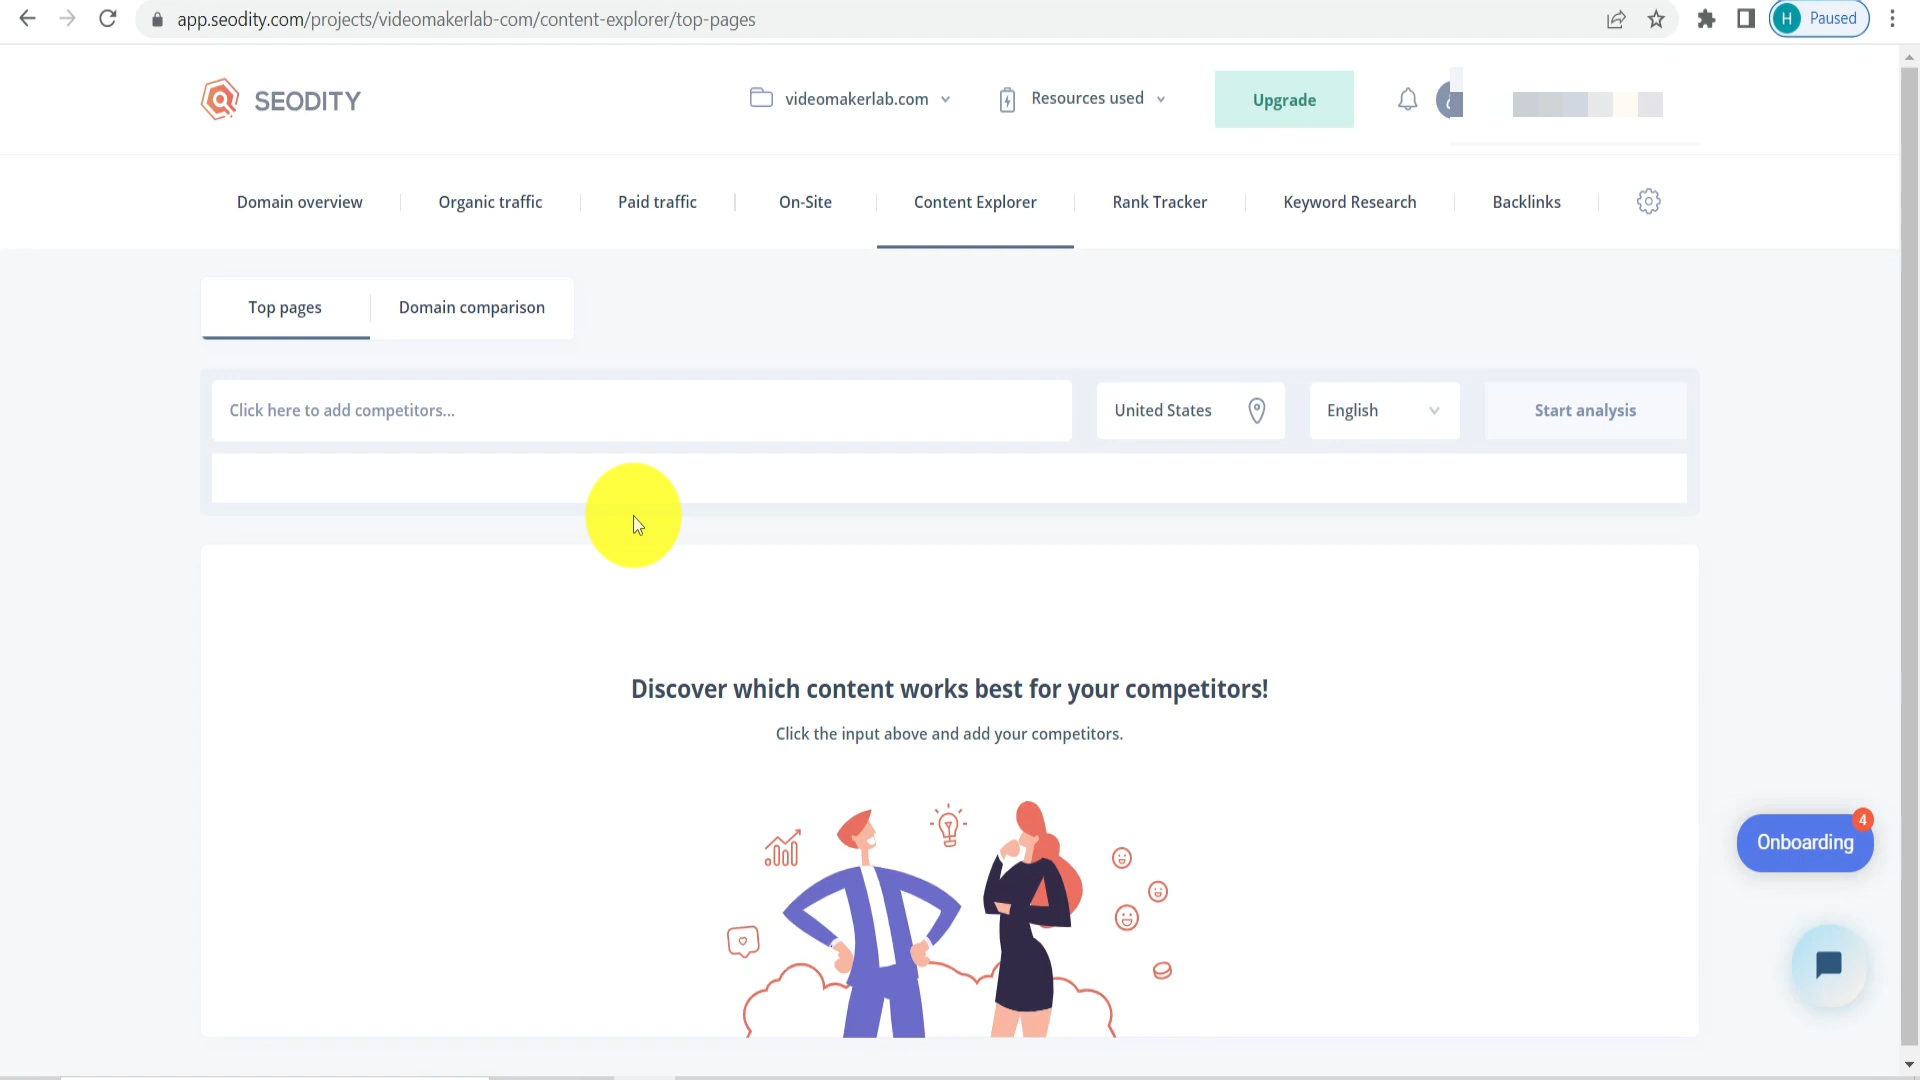 app.seodity.com/projects/videomakerlab-com/content-explorer/top-pages
H Paused
SEODITY
videomakerlab.com
Resources used
Upgrade
Domain overview
Organic traffic
Paid traffic
On-Site
Content Explorer
Rank Tracker
Keyword Research
Backlinks
Top pages
Domain comparison
Click here to add competitors...
United States
English
Start analysis
Discover which content works best for your competitors!
Click the input above and add your competitors.
4
Onboarding